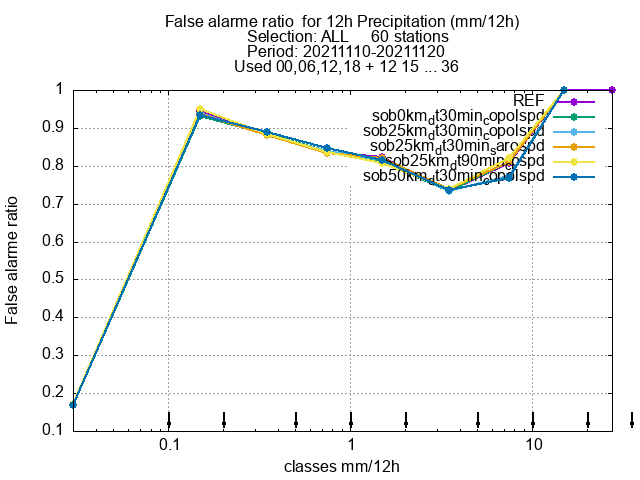 False alarme ratio  for 12h Precipitation (mm/12h)
Selection: ALL     60 stations
Period: 20211110-20211120
Used 00,06,12,18 + 12 15 ... 36
REF
sob0km_dt30min_copolspd
sob25km_dt30min_copolspd
sob25km_dt30min_sarcspd
sob50km_dt30min_copolspd
1
0.9
0.8
0.7
0.6
0.5
0.4
0.3
0.2
0.1
False alarme ratio
0.1
1
10
classes mm/12h